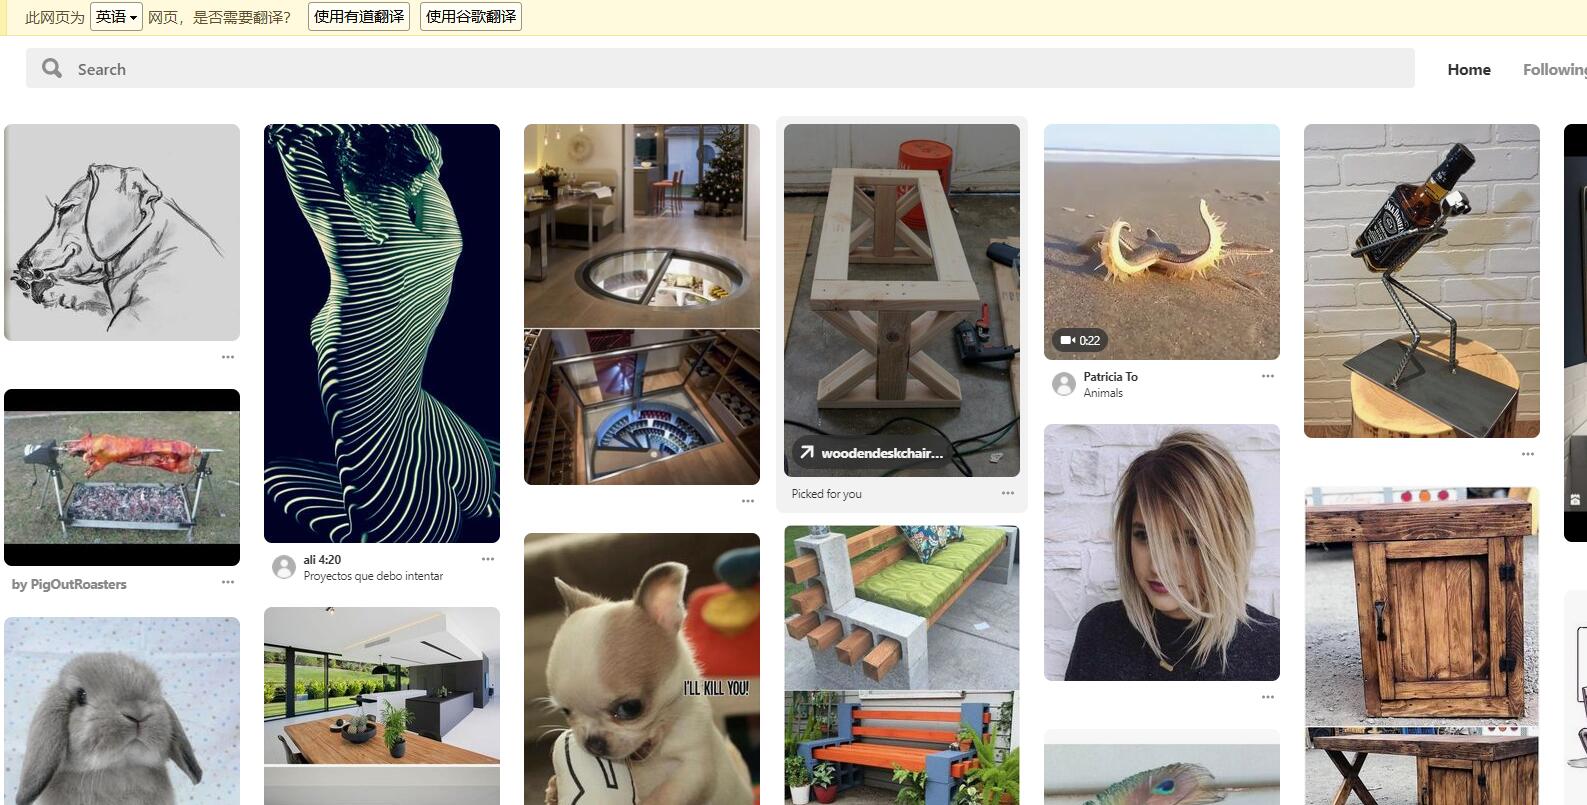 此网页为 英语 网页，是否需要翻译？ 使用有道翻译 使用谷歌翻译
Search
Home
Following
by PigOutRoasters
ali 4:20
Proyectos que debo intentar
I'LL KILL YOU!
woodendeskchair...
Picked for you
0:22
Patricia To
Animals
JACK DANIEL'S